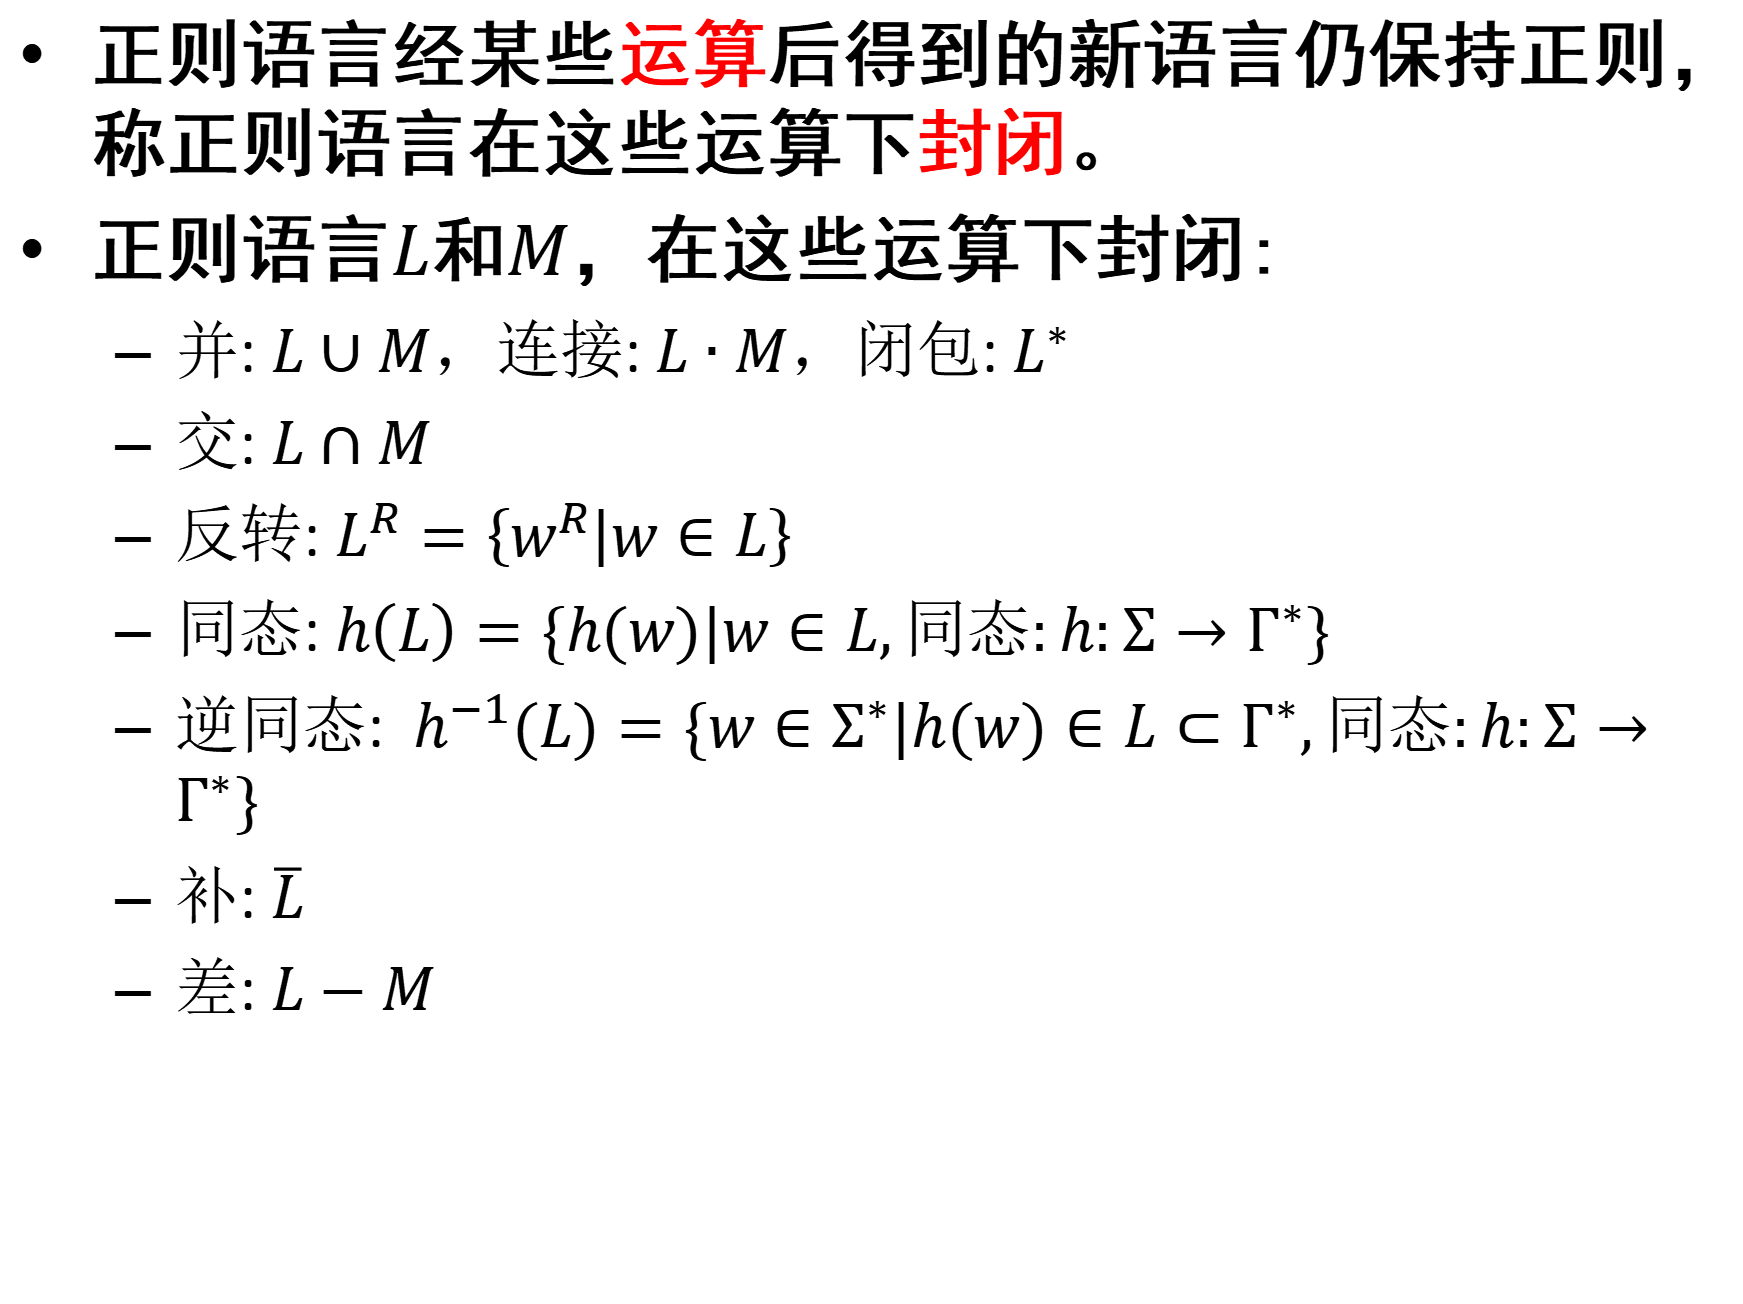 • 正则语言经某些运算后得到的新语言仍保持正则，
称正则语言在这些运算下封闭。
• 正则语言L和M，在这些运算下封闭：
– 并: L ∪ M，连接: L · M，闭包: L*
– 交: L ∩ M
– 反转: Lᴿ = {wᴿ|w ∈ L}
– 同态: h(L) = {h(w)|w ∈ L, 同态: h: Σ → Γ*}
– 逆同态: h⁻¹(L) = {w ∈ Σ*|h(w) ∈ L ⊂ Γ*, 同态: h: Σ →
Γ*}
– 补: L̅
– 差: L − M